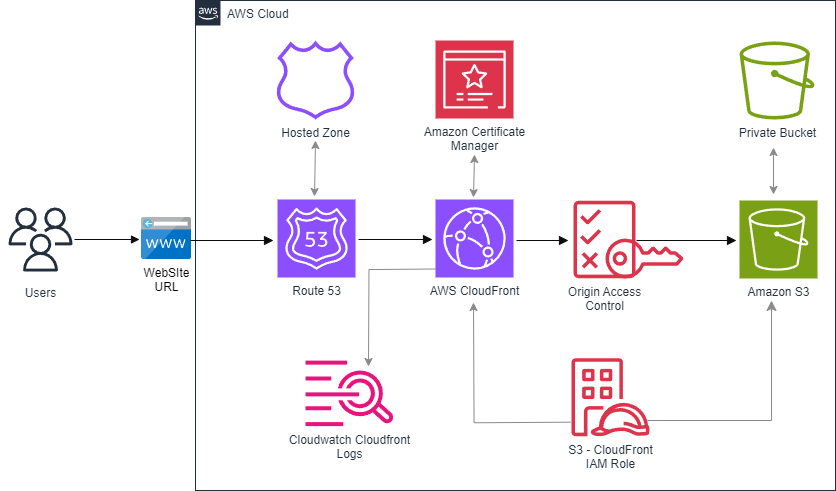 aws
AWS Cloud
Hosted Zone
Amazon Certificate
Manager
Private Bucket
www
53
Users
WebSIte
URL
Route 53
AWS CloudFront
Origin Access
Control
Amazon S3
Cloudwatch Cloudfront
Logs
S3 - CloudFront
IAM Role